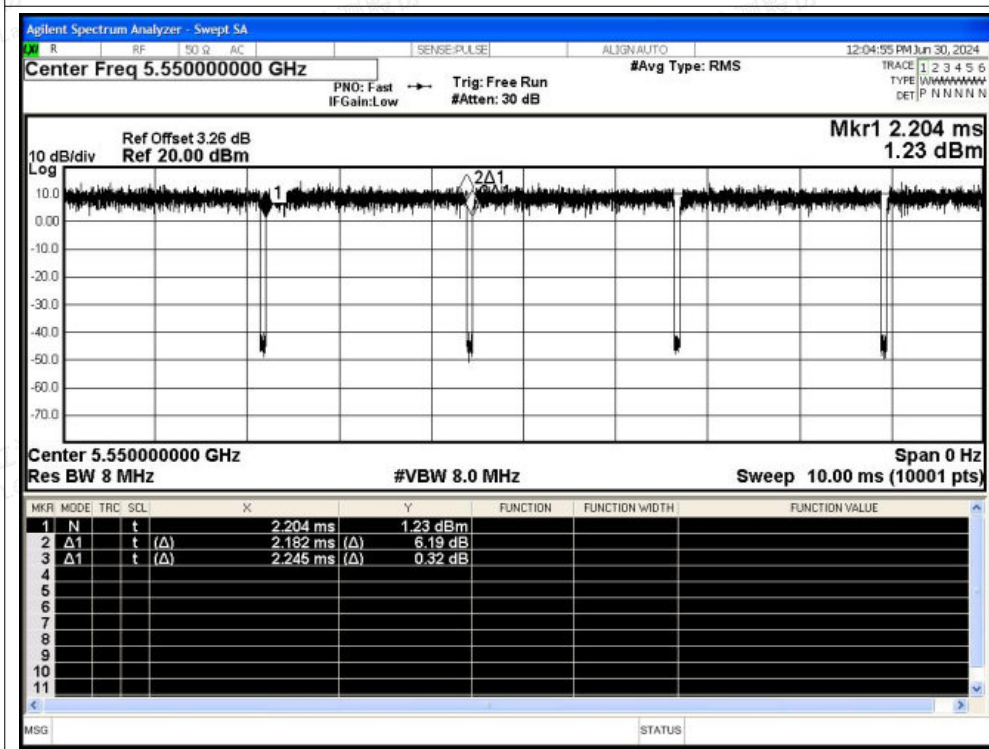 Agilent Spectrum Analyzer - Swept SA
LXI R RF 50 Ω AC SENSE:PULSE ALIGN AUTO 12:04:55 PM Jun 30, 2024
Center Freq 5.550000000 GHz #Avg Type: RMS TRACE 1 2 3 4 5 6
PNO: Fast Trig: Free Run TYPE WWWWWW
IFGain:Low #Atten: 30 dB DET P N N N N N
Mkr1 2.204 ms
Ref Offset 3.26 dB
10 dB/div Ref 20.00 dBm 1.23 dBm
Log
2Δ1
10.0
1
0.00
-10.0
-20.0
-30.0
-40.0
-50.0
-60.0
-70.0
Center 5.550000000 GHz Span 0 Hz
Res BW 8 MHz #VBW 8.0 MHz Sweep 10.00 ms (10001 pts)
MKR MODE TRC SCL X Y FUNCTION FUNCTION WIDTH FUNCTION VALUE
1 N t 2.204 ms 1.23 dBm
2 Δ1 t (Δ) 2.182 ms (Δ) 6.19 dB
3 Δ1 t (Δ) 2.245 ms (Δ) 0.32 dB
4
5
6
7
8
9
10
11
MSG STATUS